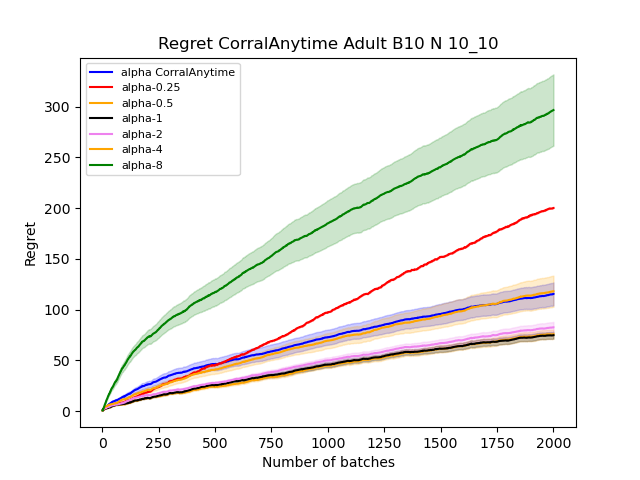 Regret CorralAnytime Adult B10 N 10_10
alpha CorralAnytime
alpha-0.25
alpha-0.5
alpha-1
alpha-2
alpha-4
alpha-8
Regret
300
250
200
150
100
50
0
0 250 500 750 1000 1250 1500 1750 2000
Number of batches